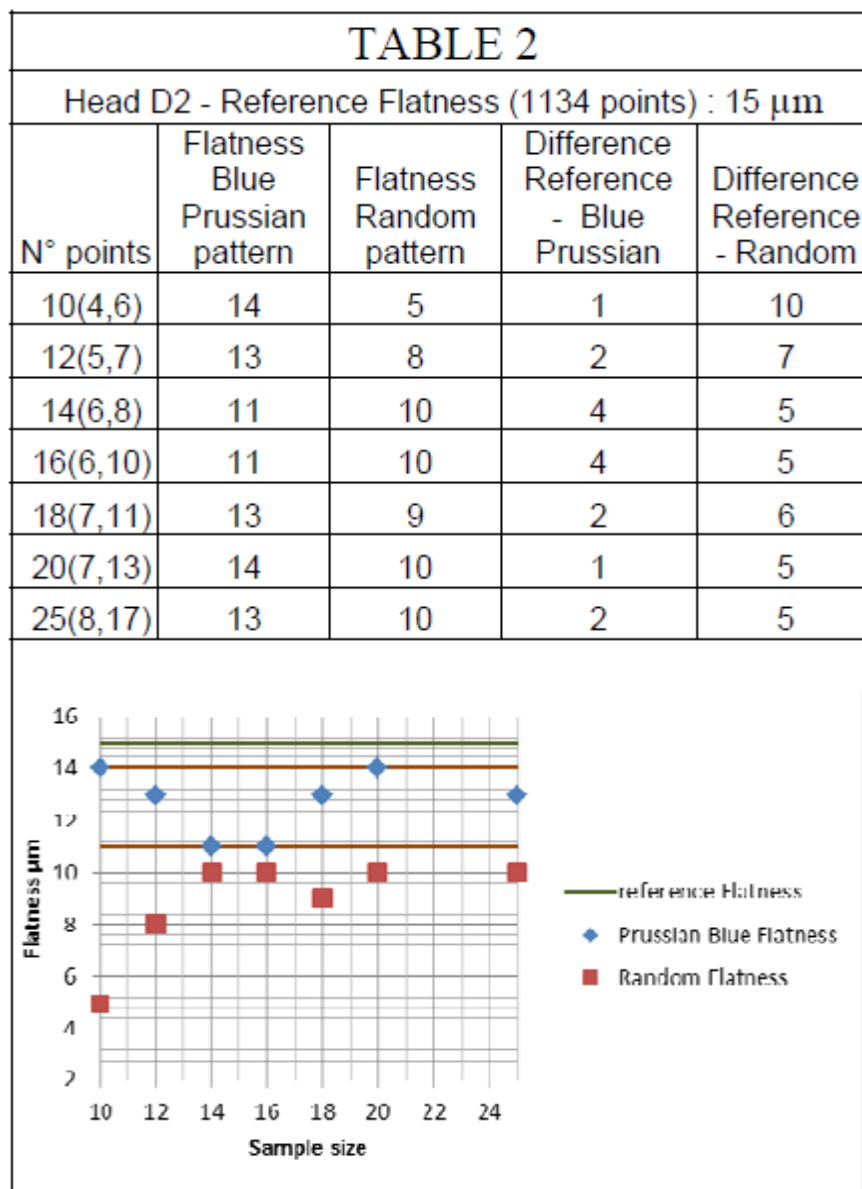 TABLE 2
Head D2 - Reference Flatness (1134 points) : 15 µm
N° points
Flatness
Blue
Prussian
pattern
Flatness
Random
pattern
Difference
Reference
- Blue
Prussian
Difference
Reference
- Random
10(4,6) 14 5 1 10
12(5,7) 13 8 2 7
14(6,8) 11 10 4 5
16(6,10) 11 10 4 5
18(7,11) 13 9 2 6
20(7,13) 14 10 1 5
25(8,17) 13 10 2 5
Flatness µm
16
14
12
10
8
6
4
2
10 12 14 16 18 20 22 24
Sample size
reference Flatness
Prussian Blue Flatness
Random Flatness